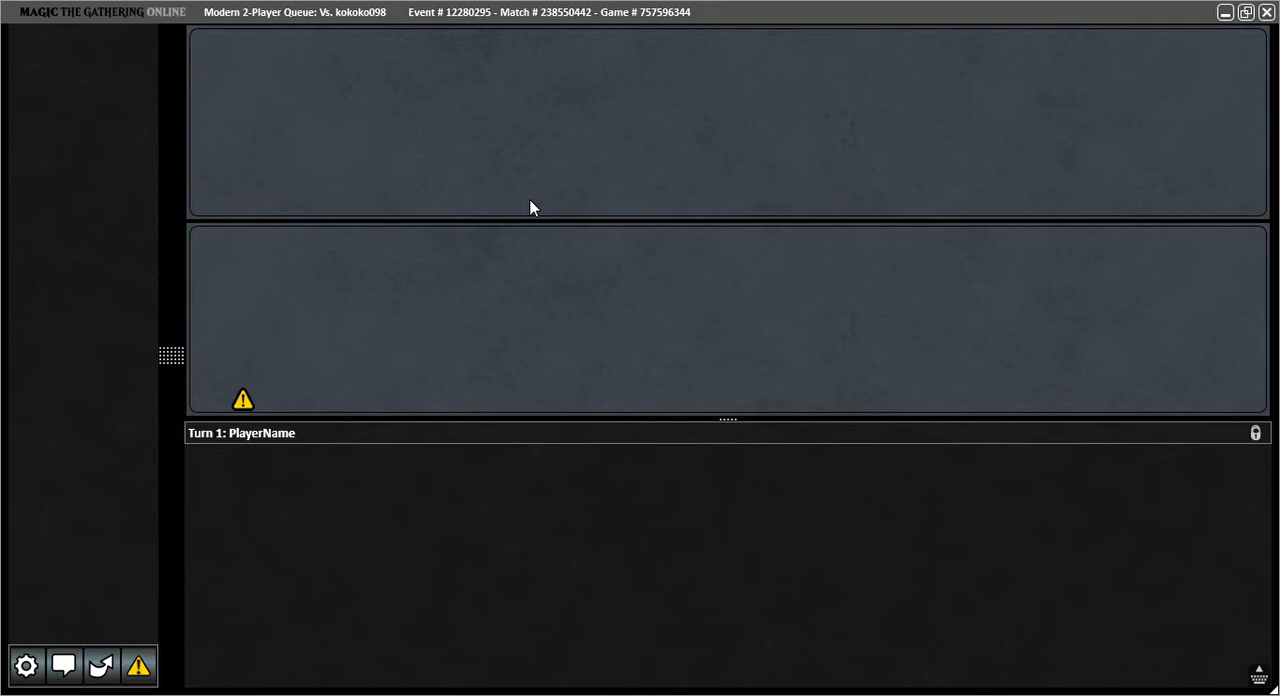 MAGIC THE GATHERING ONLINE Modern 2-Player Queue: Vs. kokoko098 Event # 12280295 - Match # 238550442 - Game # 757596344
Turn 1: PlayerName